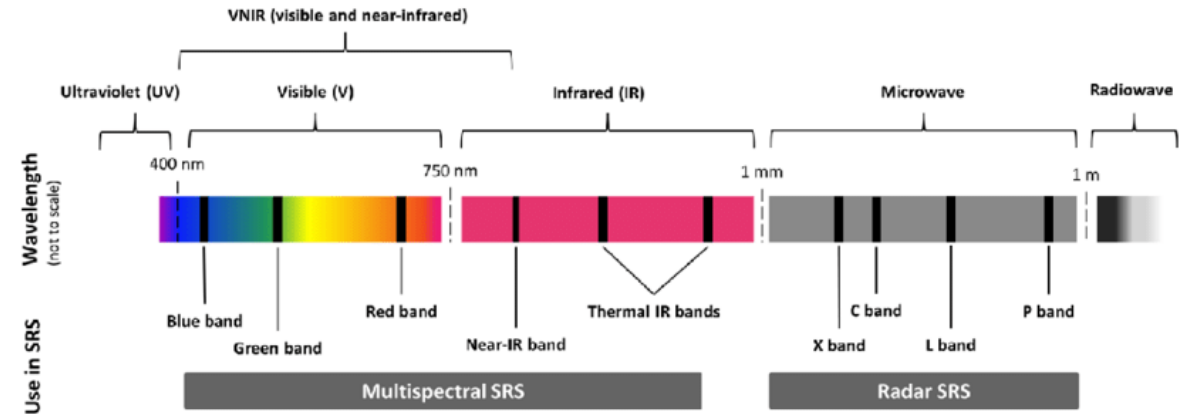 VNIR (visible and near-infrared)
Ultraviolet (UV)
Visible (V)
Infrared (IR)
Microwave
Radiowave
400 nm
750 nm
1 mm
1 m
Wavelength
(not to scale)
Blue band
Green band
Red band
Near-IR band
Thermal IR bands
X band
C band
L band
P band
Use in SRS
Multispectral SRS
Radar SRS